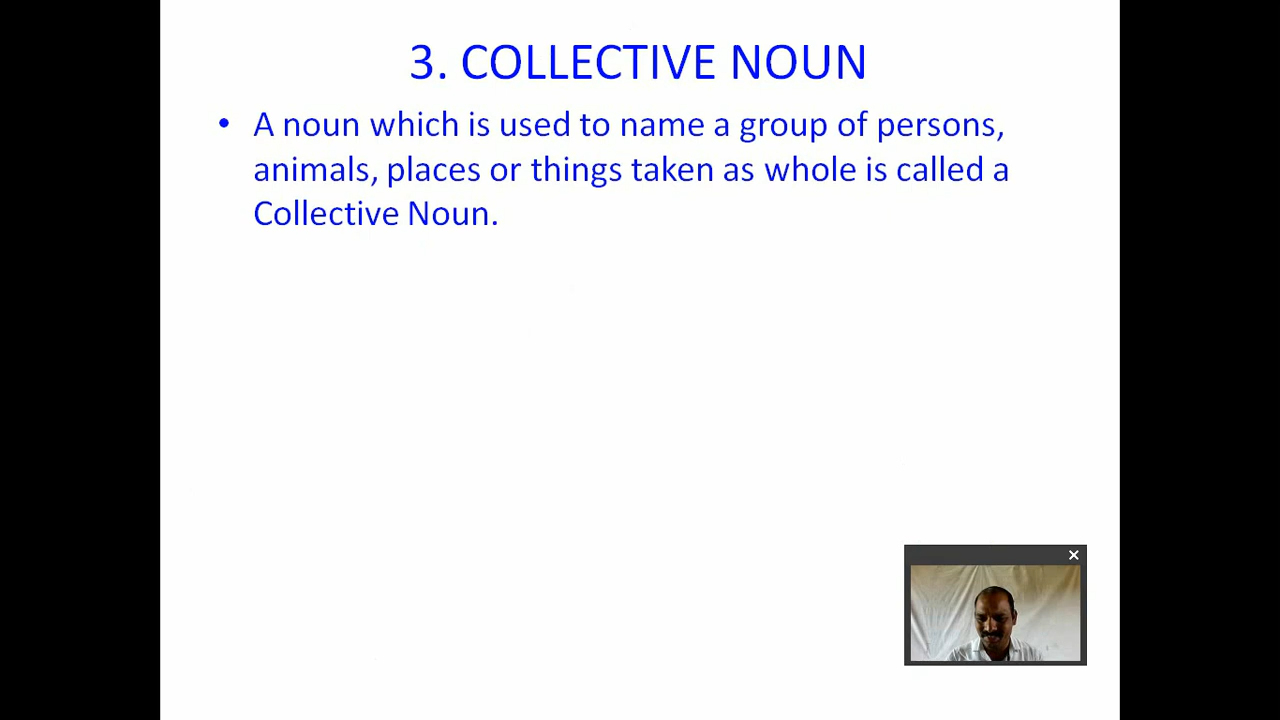 3. COLLECTIVE NOUN
• A noun which is used to name a group of persons,
animals, places or things taken as whole is called a
Collective Noun.